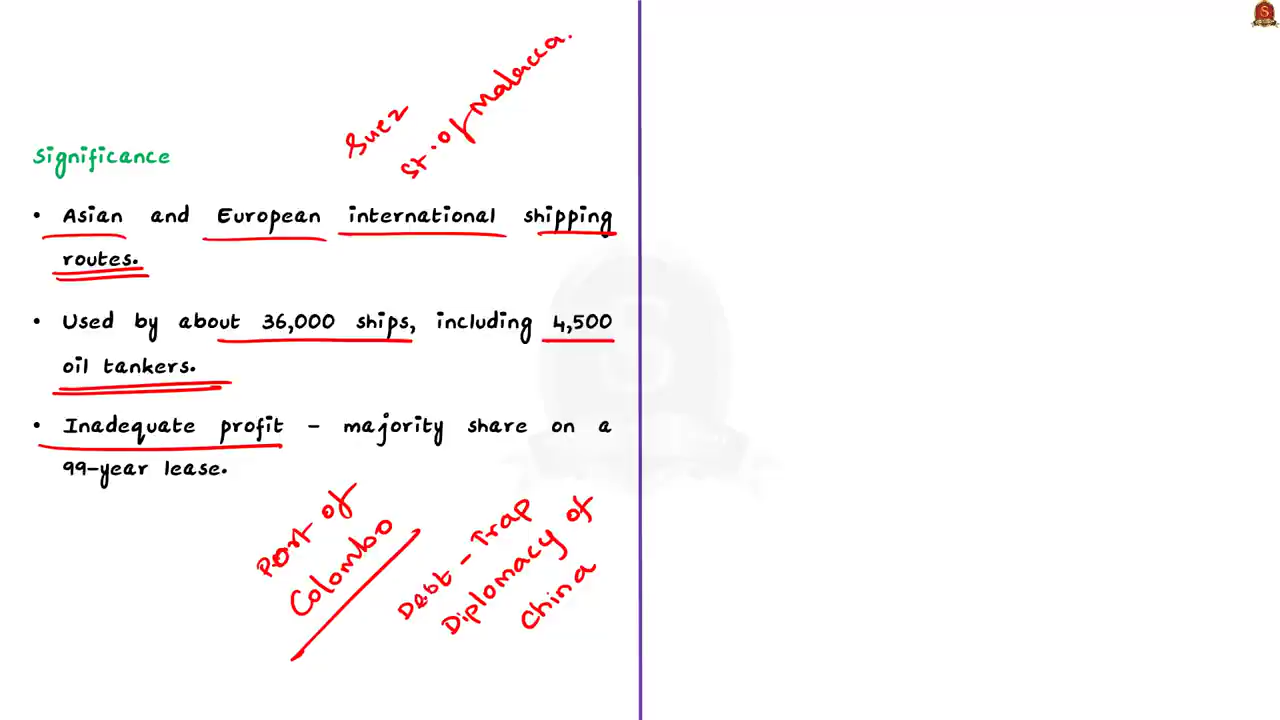 Suez
St. of Malacca.
Significance
• Asian and European international shipping
routes.
• Used by about 36,000 ships, including 4,500
oil tankers.
• Inadequate profit – majority share on a
99-year lease.
Port of
Colombo
Debt-Trap
Diplomacy of
China
S